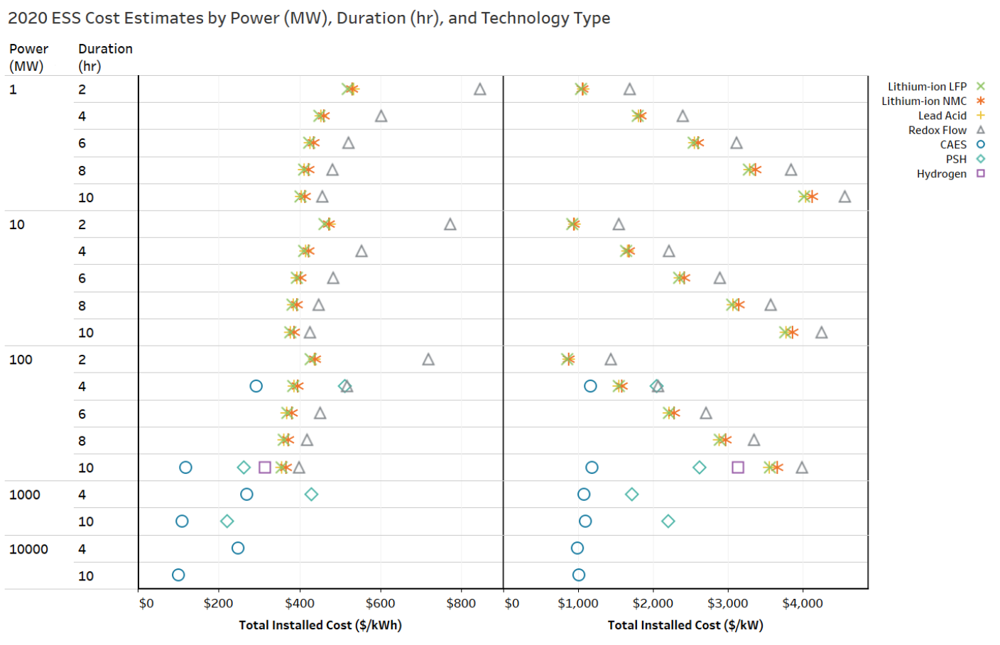 2020 ESS Cost Estimates by Power (MW), Duration (hr), and Technology Type
Power (MW)
Duration (hr)
1
2
4
6
8
10
10
2
4
6
8
10
100
2
4
6
8
10
1000
4
10
10000
4
10
$0 $200 $400 $600 $800
Total Installed Cost ($/kWh)
$0 $1,000 $2,000 $3,000 $4,000
Total Installed Cost ($/kW)
Lithium-ion LFP
Lithium-ion NMC
Lead Acid
Redox Flow
CAES
PSH
Hydrogen